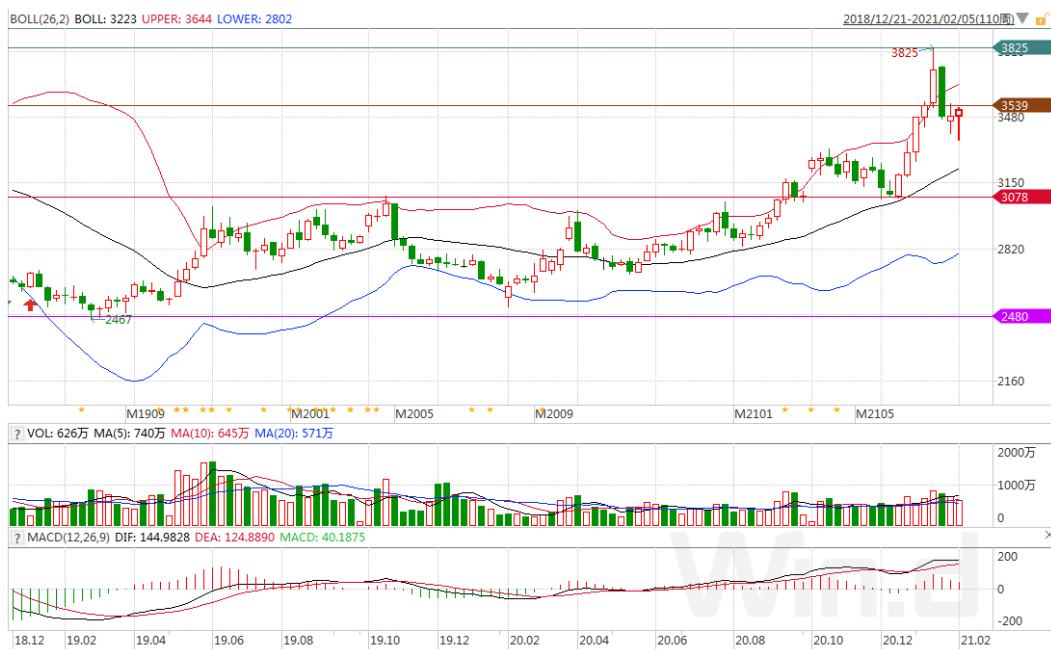 BOLL(26,2) BOLL: 3223 UPPER: 3644 LOWER: 2802 2018/12/21-2021/02/05(110周)
3825
3825
3539
3480
3150
3078
2820
2480
2467
2160
M1909 M2001 M2005 M2009 M2101 M2105
? VOL: 626万 MA(5): 740万 MA(10): 645万 MA(20): 571万
2000万
1000万
0
? MACD(12,26,9) DIF: 144.9828 DEA: 124.8890 MACD: 40.1875
200
0
-200
Win.d
18.12 19.02 19.04 19.06 19.08 19.10 19.12 20.02 20.04 20.06 20.08 20.10 20.12 21.02